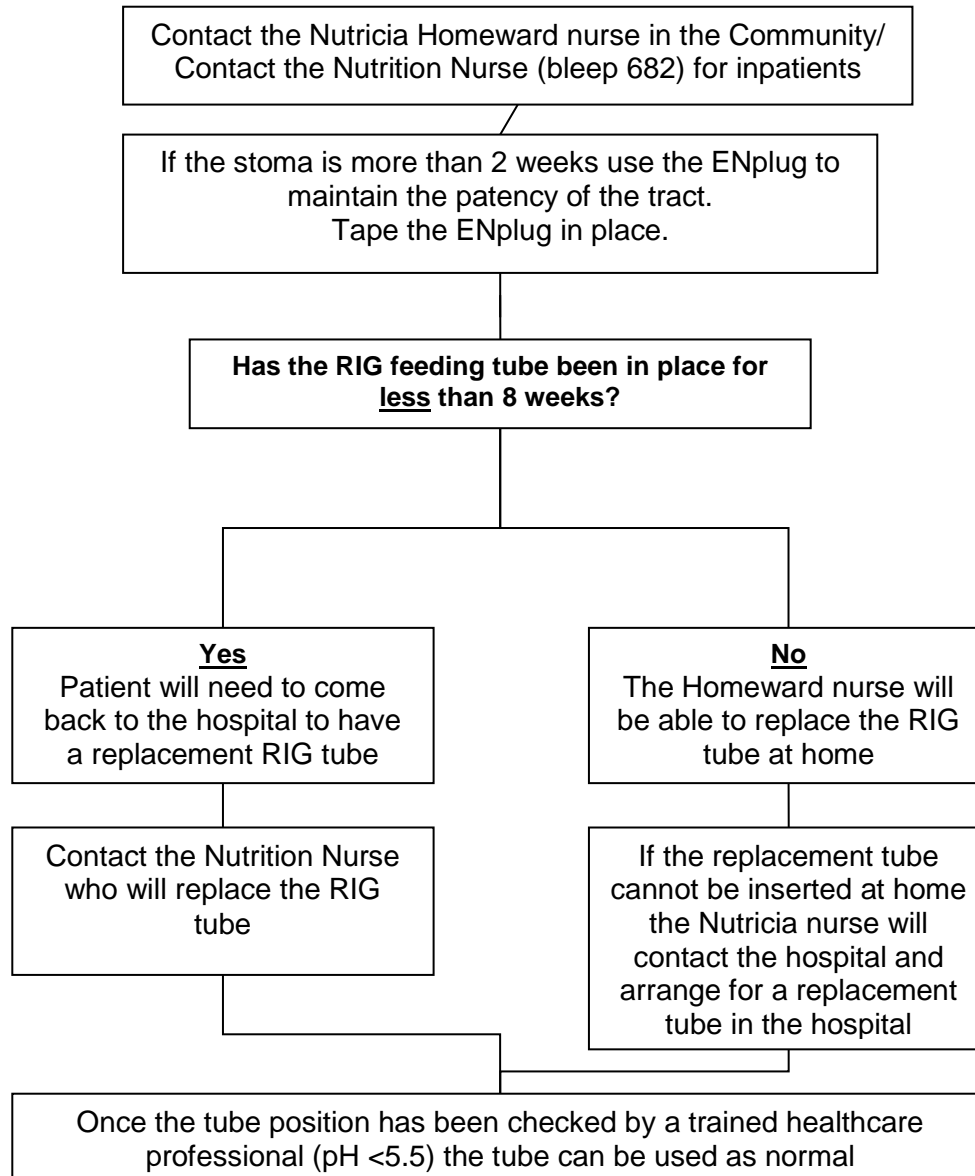 Contact the Nutricia Homeward nurse in the Community/
Contact the Nutrition Nurse (bleep 682) for inpatients
If the stoma is more than 2 weeks use the ENplug to
maintain the patency of the tract.
Tape the ENplug in place.
Has the RIG feeding tube been in place for
less than 8 weeks?
Yes
Patient will need to come
back to the hospital to have
a replacement RIG tube
No
The Homeward nurse will
be able to replace the RIG
tube at home
Contact the Nutrition Nurse
who will replace the RIG
tube
If the replacement tube
cannot be inserted at home
the Nutricia nurse will
contact the hospital and
arrange for a replacement
tube in the hospital
Once the tube position has been checked by a trained healthcare
professional (pH <5.5) the tube can be used as normal